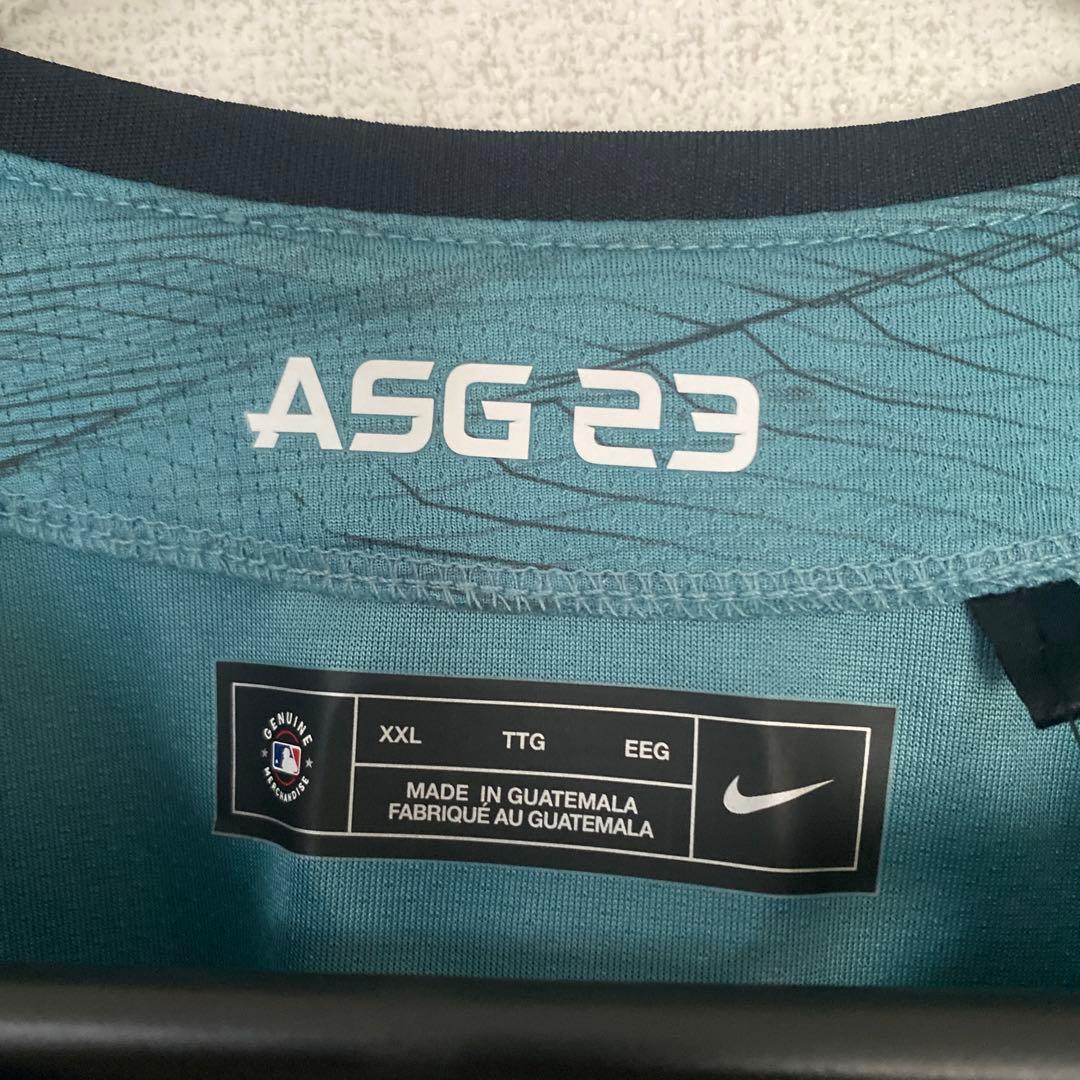 ASG 23
GENUINE
MERCHANDISE
XXL TTG EEG
MADE IN GUATEMALA
FABRIQUÉ AU GUATEMALA